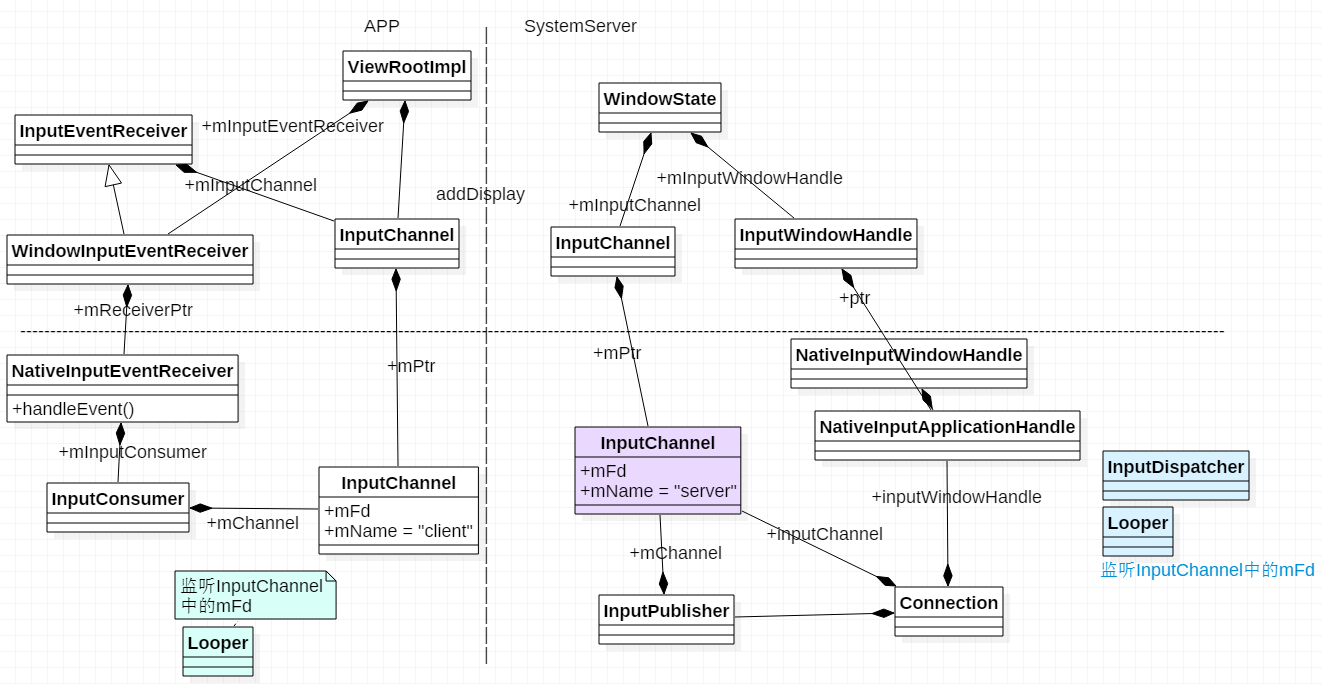 APP
SystemServer
ViewRootImpl
WindowState
InputEventReceiver
+mInputEventReceiver
+mInputChannel
+mInputWindowHandle
addDisplay
+mInputChannel
InputChannel
InputChannel
InputWindowHandle
WindowInputEventReceiver
+mReceiverPtr
+ptr
+mPtr
+mPtr
NativeInputWindowHandle
NativeInputEventReceiver
+handleEvent()
NativeInputApplicationHandle
+mInputConsumer
InputChannel
+mFd
+mName = "server"
InputDispatcher
InputConsumer
+mChannel
InputChannel
+mFd
+mName = "client"
+inputWindowHandle
Looper
监听InputChannel中的mFd
+inputChannel
+mChannel
监听InputChannel
中的mFd
Looper
InputPublisher
Connection